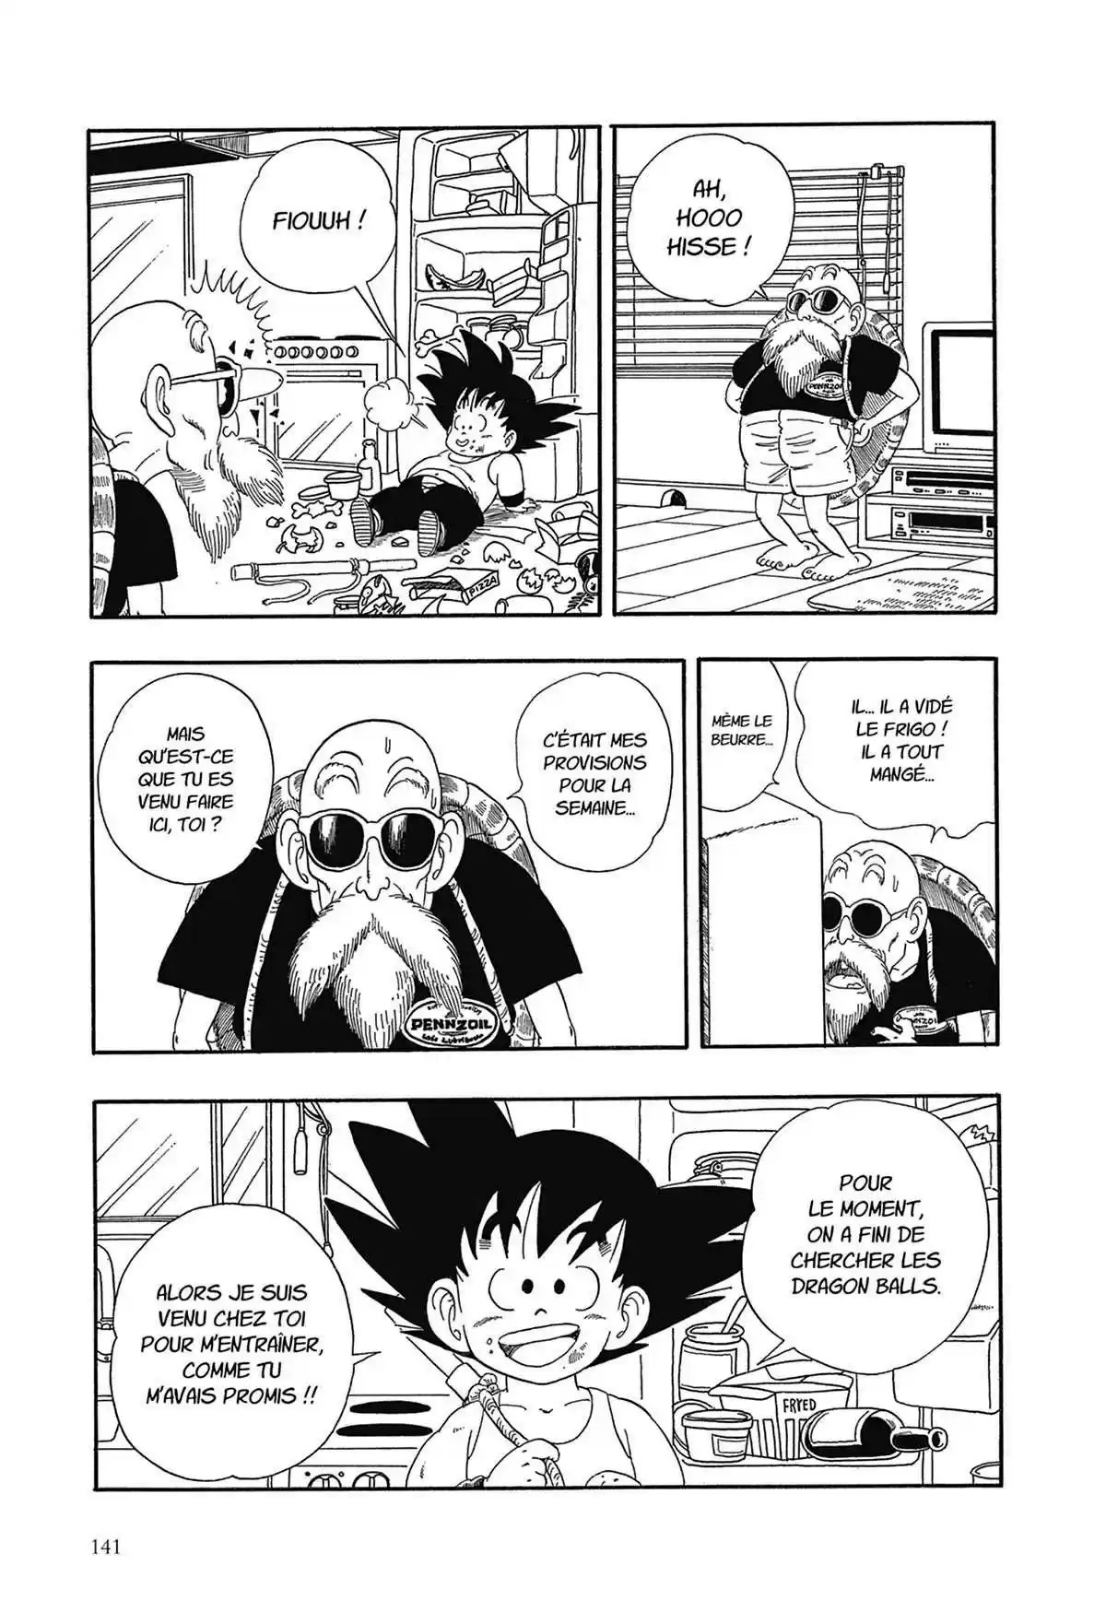 AH,
HOOO
HISSE !
PENNZOIL
FIOUUH !
PIZZA
IL... IL A VIDÉ
LE FRIGO !
IL A TOUT
MANGÉ...
MÊME LE
BEURRE...
NZOIL
C'ÉTAIT MES
PROVISIONS
POUR LA
SEMAINE...
MAIS
QU'EST-CE
QUE TU ES
VENU FAIRE
ICI, TOI ?
PENNZOIL
POUR
LE MOMENT,
ON A FINI DE
CHERCHER LES
DRAGON BALLS.
ALORS JE SUIS
VENU CHEZ TOI
POUR M'ENTRAÎNER,
COMME TU
M'AVAIS PROMIS !!
FRYED
141